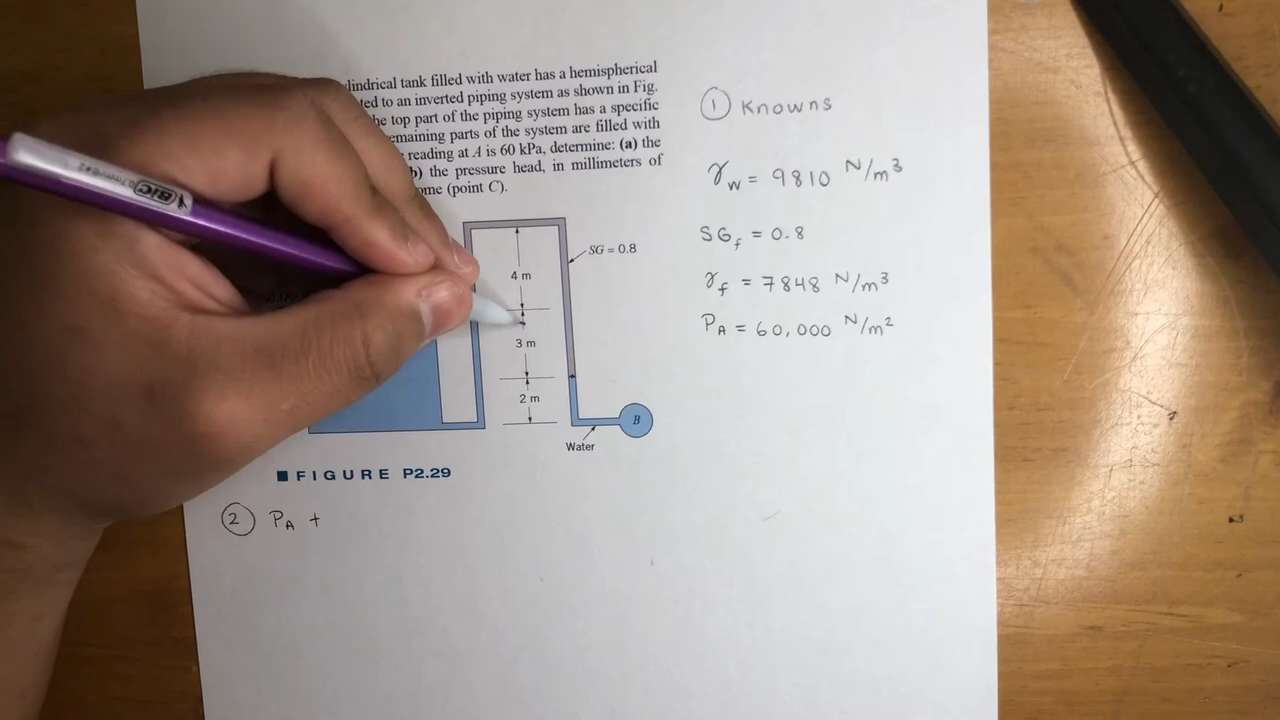 lindrical tank filled with water has a hemispherical
ted to an inverted piping system as shown in Fig.
he top part of the piping system has a specific
emaining parts of the system are filled with
reading at A is 60 kPa, determine: (a) the
b) the pressure head, in millimeters of
ome (point C).
① Knowns
γw = 9810 N/m³
SGf = 0.8
γf = 7848 N/m³
PA = 60,000 N/m²
BIC 0.7mm HB #2
SG = 0.8
4 m
3 m
2 m
B
Water
■ FIGURE P2.29
② PA +